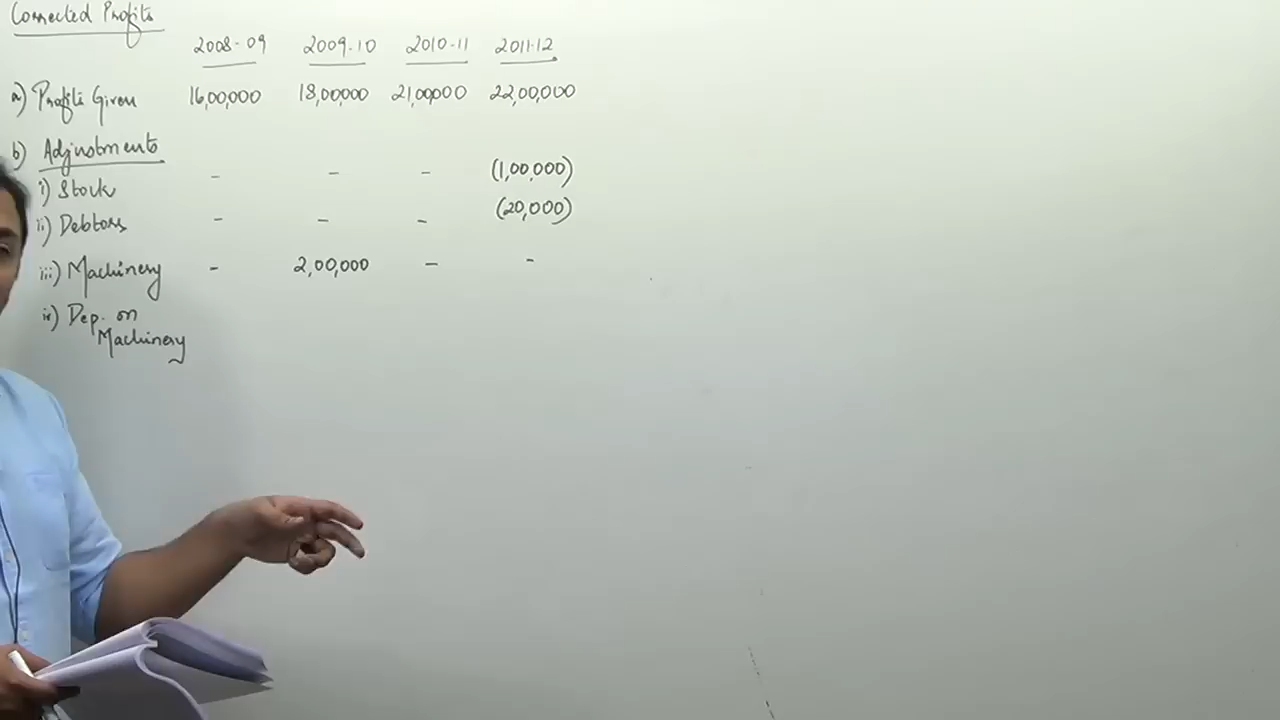 Corrected Profits
2008-09 2009-10 2010-11 2011-12
a) Profits Given 16,00,000 18,00,000 21,00,000 22,00,000
b) Adjustments
i) Stock - - - (1,00,000)
ii) Debtors - - - (20,000)
iii) Machinery - 2,00,000 - -
iv) Dep. on
Machinery